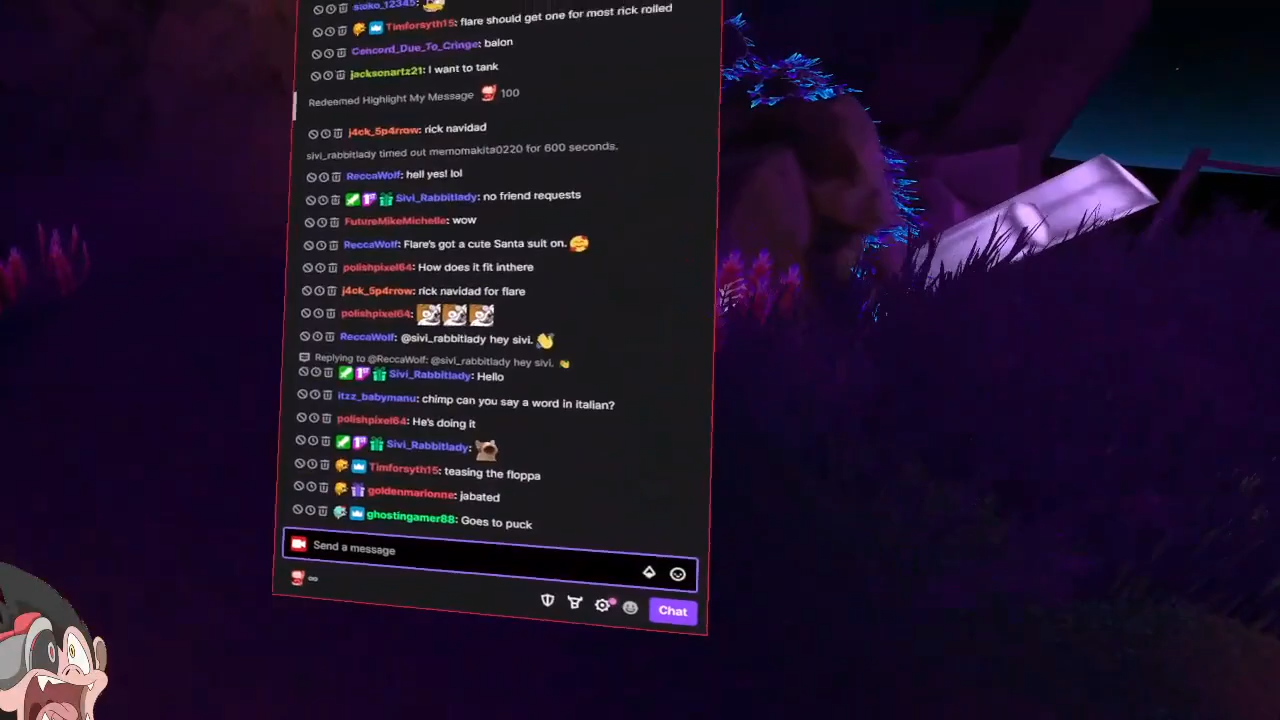 sloko_12345:
Timforsyth15: flare should get one for most rick rolled
Cencord_Due_To_Cringe: balon
jacksonartz21: I want to tank
Redeemed Highlight My Message 100
j4ck_5p4rrow: rick navidad
sivi_rabbitlady timed out memomakita0220 for 600 seconds.
ReccaWolf: hell yes! lol
Sivi_Rabbitlady: no friend requests
FutureMikeMichelle: wow
ReccaWolf: Flare's got a cute Santa suit on.
polishpixel64: How does it fit inthere
j4ck_5p4rrow: rick navidad for flare
polishpixel64:
ReccaWolf: @sivi_rabbitlady hey sivi.
Replying to @ReccaWolf: @sivi_rabbitlady hey sivi.
Sivi_Rabbitlady: Hello
itzz_babymanu: chimp can you say a word in italian?
polishpixel64: He's doing it
Sivi_Rabbitlady:
Timforsyth15: teasing the floppa
goldenmarionne: jabated
ghostingamer88: Goes to puck
Send a message
∞
Chat